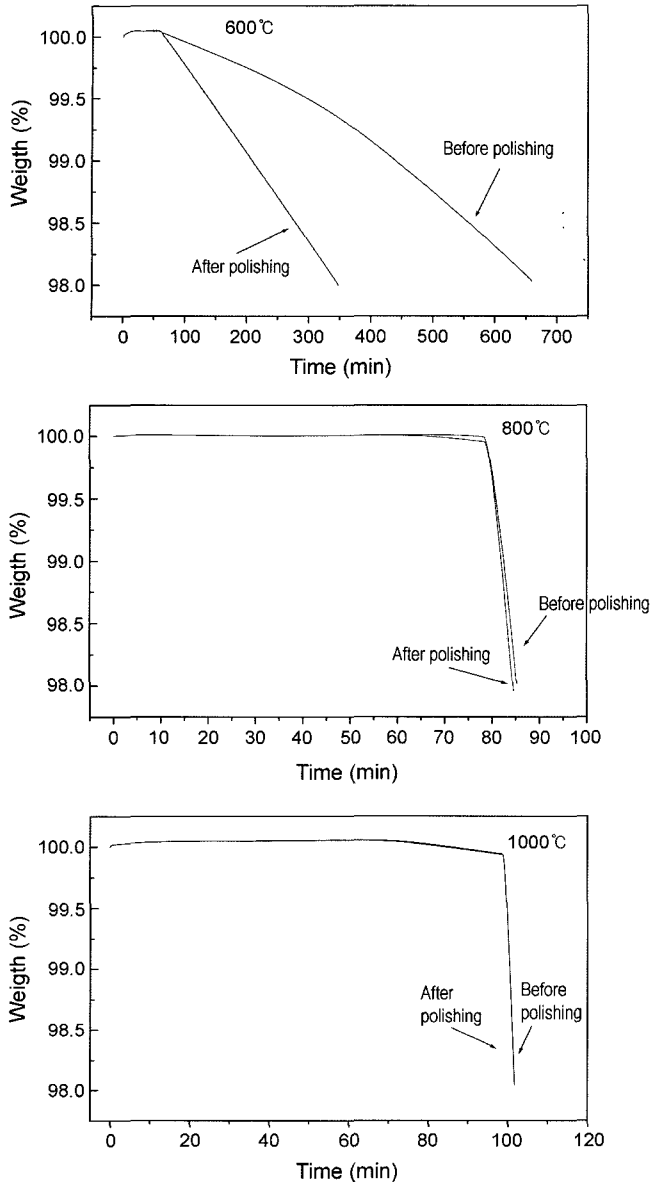 600℃
100.0
99.5
99.0
98.5
98.0
Weigth (%)
Before polishing
After polishing
0 100 200 300 400 500 600 700
Time (min)
800℃
100.0
99.5
99.0
98.5
98.0
Weigth (%)
Before polishing
After polishing
0 10 20 30 40 50 60 70 80 90 100
Time (min)
1000℃
100.0
99.5
99.0
98.5
98.0
Weigth (%)
After
polishing
Before
polishing
0 20 40 60 80 100 120
Time (min)